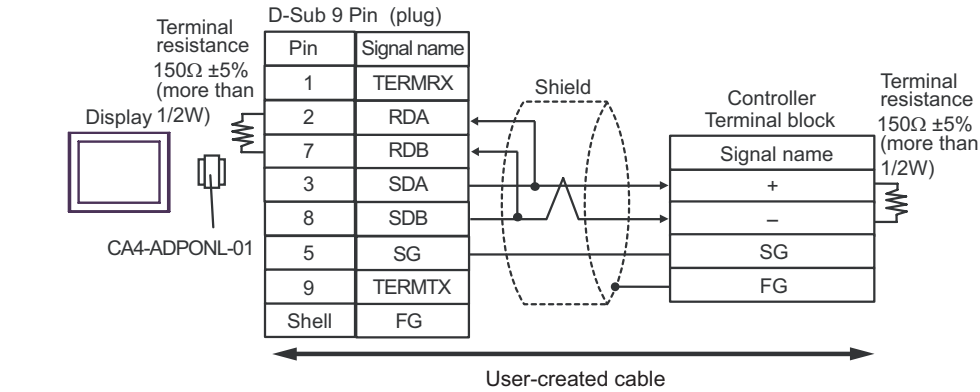 D-Sub 9 Pin (plug)
Terminal
resistance
150Ω ±5%
(more than
1/2W)
Display
CA4-ADPONL-01
Pin Signal name
1 TERMRX
2 RDA
7 RDB
3 SDA
8 SDB
5 SG
9 TERMTX
Shell FG
Shield
Controller
Terminal block
Signal name
+
–
SG
FG
Terminal
resistance
150Ω ±5%
(more than
1/2W)
User-created cable